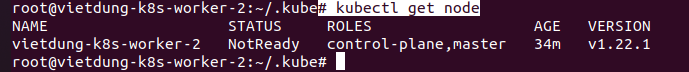 root@vietdung-k8s-worker-2:~/.kube# kubectl get node
NAME                    STATUS     ROLES                  AGE   VERSION
vietdung-k8s-worker-2   NotReady   control-plane,master   34m   v1.22.1
root@vietdung-k8s-worker-2:~/.kube#